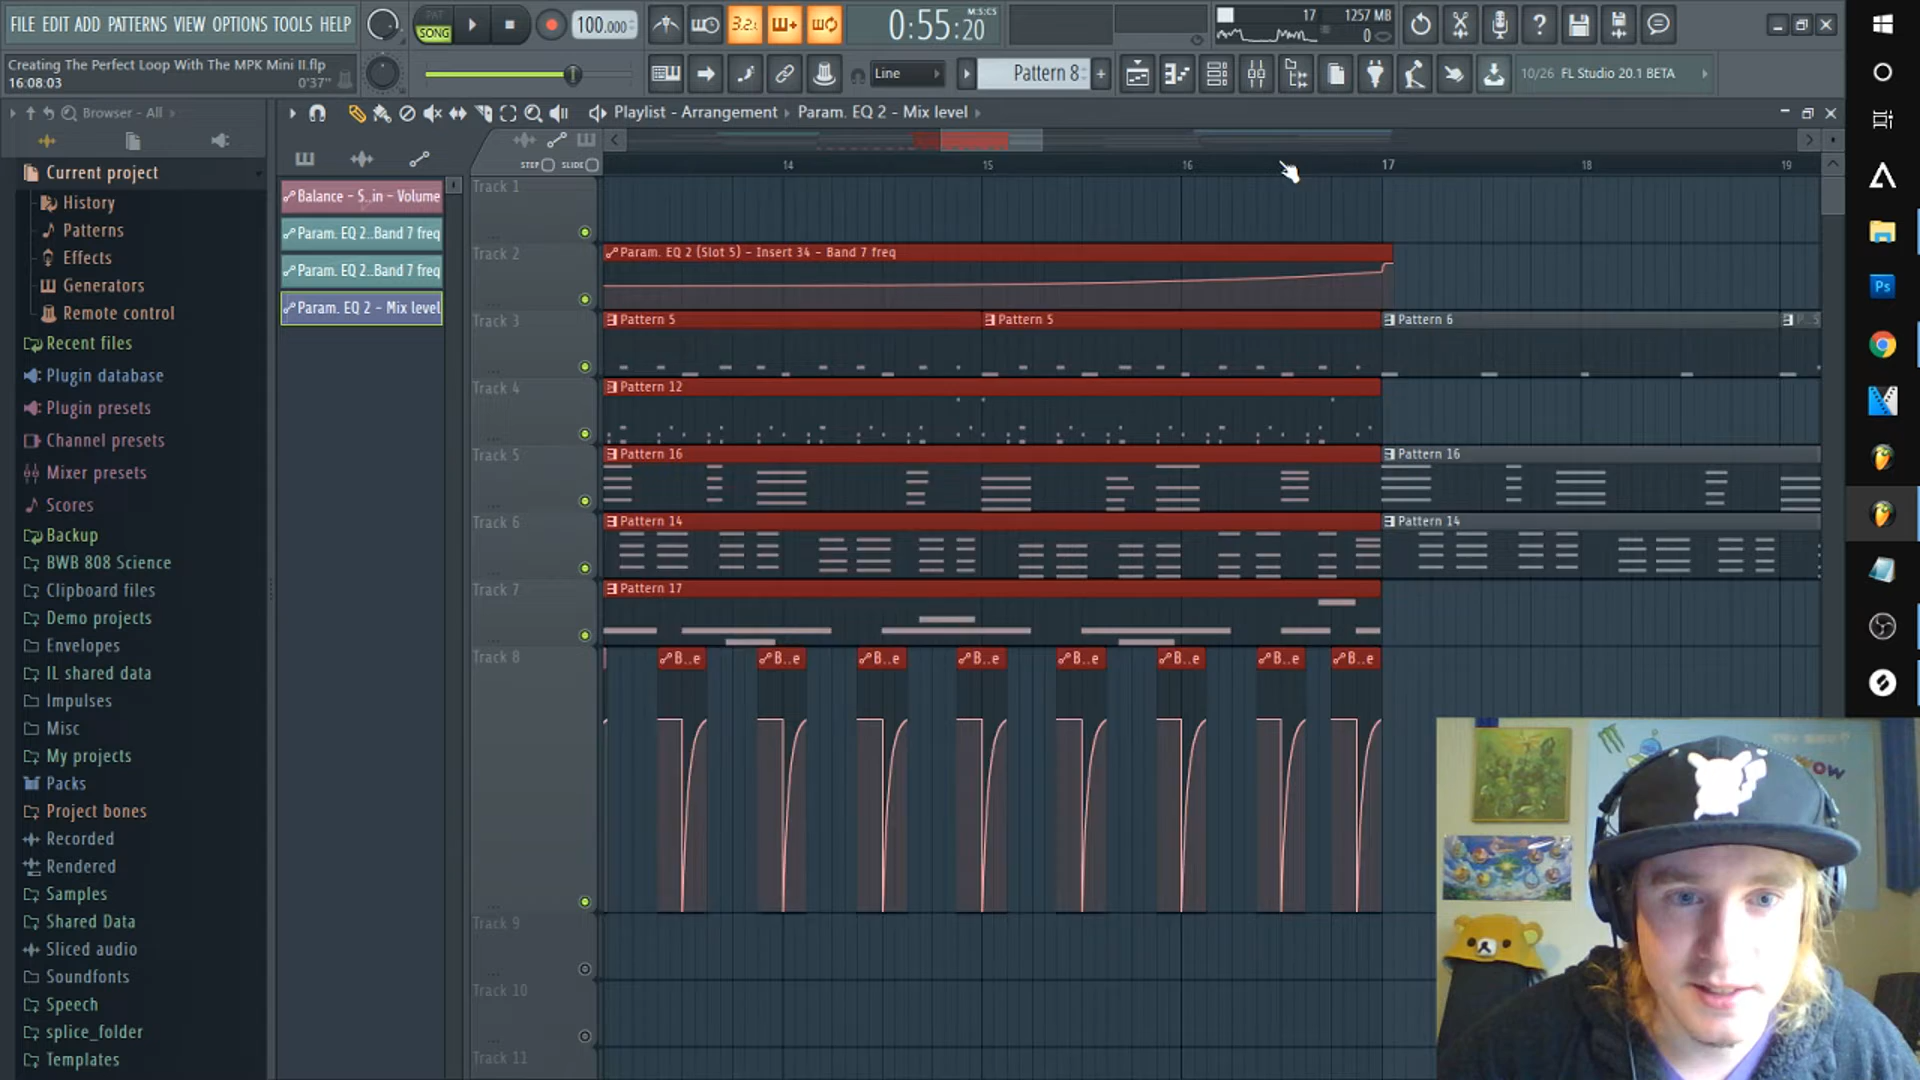 FILE EDIT ADD PATTERNS VIEW OPTIONS TOOLS HELP
PAT
SONG
100.000
3.2.
0:55:20
M:S:CS
17
1257 MB
0
Creating The Perfect Loop With The MPK Mini II.flp
16:08:03
0'37"
Line
Pattern 8
10/26 FL Studio 20.1 BETA
Browser - All
Playlist - Arrangement
Param. EQ 2 - Mix level
STEP
SLIDE
14
15
16
17
18
19
Current project
History
Patterns
Effects
Generators
Remote control
Recent files
Plugin database
Plugin presets
Channel presets
Mixer presets
Scores
Backup
BWB 808 Science
Clipboard files
Demo projects
Envelopes
IL shared data
Impulses
Misc
My projects
Packs
Project bones
Recorded
Rendered
Samples
Shared Data
Sliced audio
Soundfonts
Speech
splice_folder
Templates
Balance - S..in - Volume
Param. EQ 2..Band 7 freq
Param. EQ 2..Band 7 freq
Param. EQ 2 - Mix level
Track 1
Track 2
Param. EQ 2 (Slot 5) - Insert 34 - Band 7 freq
Track 3
Pattern 5
Pattern 5
Pattern 6
Track 4
Pattern 12
Track 5
Pattern 16
Pattern 16
Track 6
Pattern 14
Pattern 14
Track 7
Pattern 17
Track 8
B..e
B..e
B..e
B..e
B..e
B..e
B..e
B..e
Track 9
Track 10
Track 11
Ps